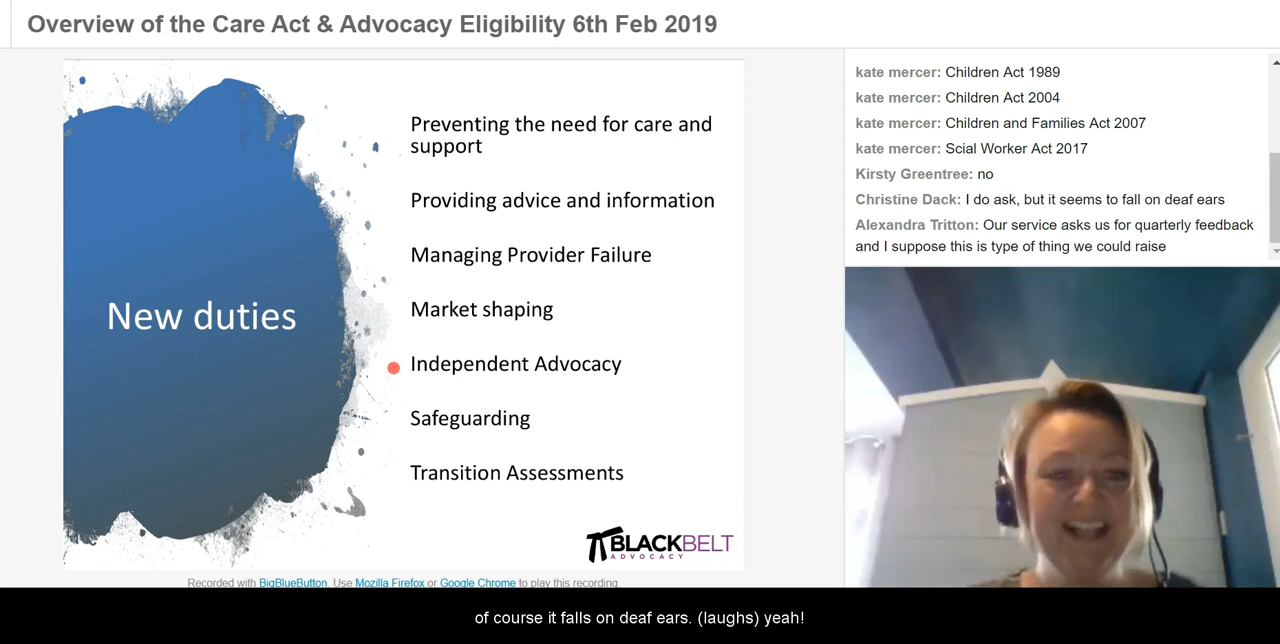 Overview of the Care Act & Advocacy Eligibility 6th Feb 2019
New duties
Preventing the need for care and
support
Providing advice and information
Managing Provider Failure
Market shaping
Independent Advocacy
Safeguarding
Transition Assessments
BLACKBELT
ADVOCACY
Recorded with BigBlueButton. Use Mozilla Firefox or Google Chrome to play this recording.
kate mercer: Children Act 1989
kate mercer: Children Act 2004
kate mercer: Children and Families Act 2007
kate mercer: Scial Worker Act 2017
Kirsty Greentree: no
Christine Dack: I do ask, but it seems to fall on deaf ears
Alexandra Tritton: Our service asks us for quarterly feedback
and I suppose this is type of thing we could raise
of course it falls on deaf ears. (laughs) yeah!